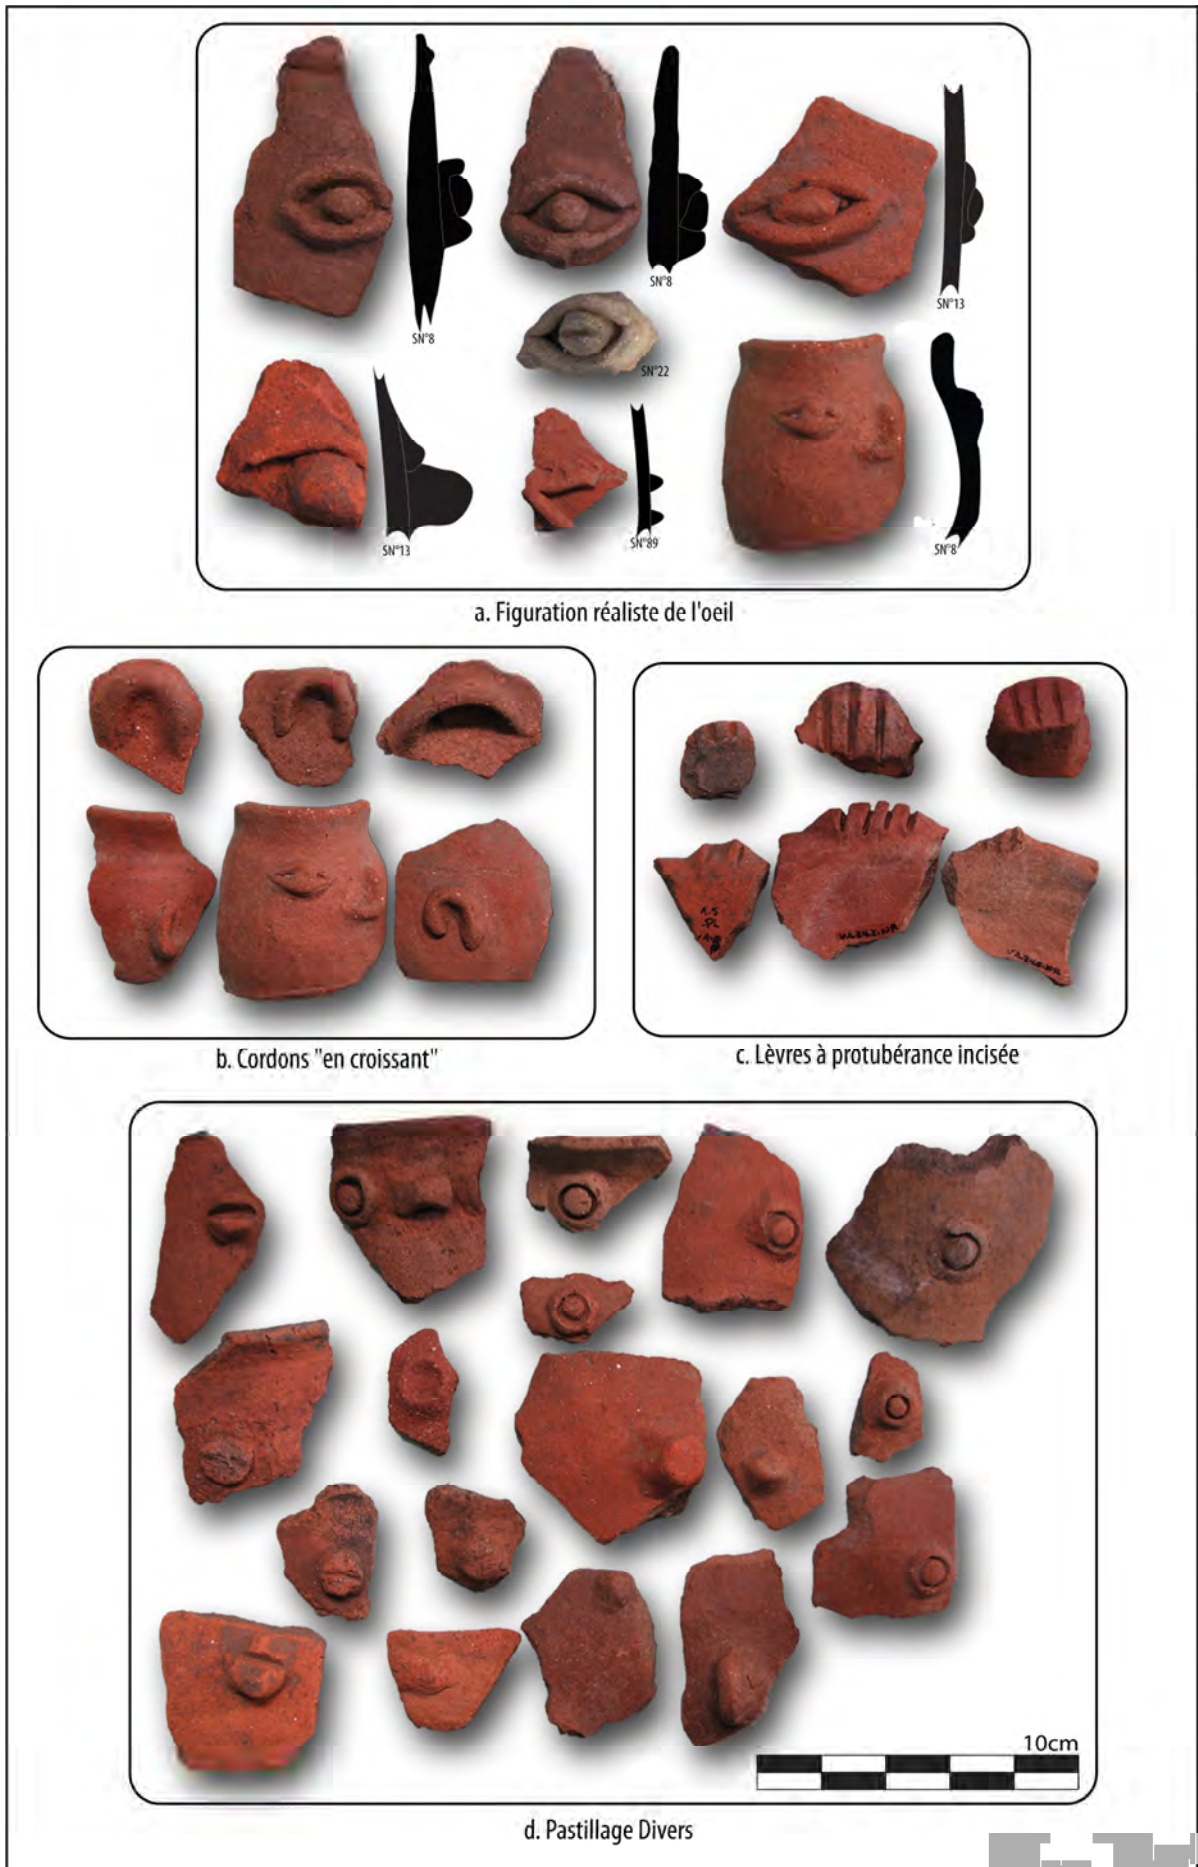 SN°8
SN°8
SN°13
SN°22
SN°13
SN°89
SN°8
a. Figuration réaliste de l'oeil
b. Cordons "en croissant"
c. Lèvres à protubérance incisée
10cm
d. Pastillage Divers